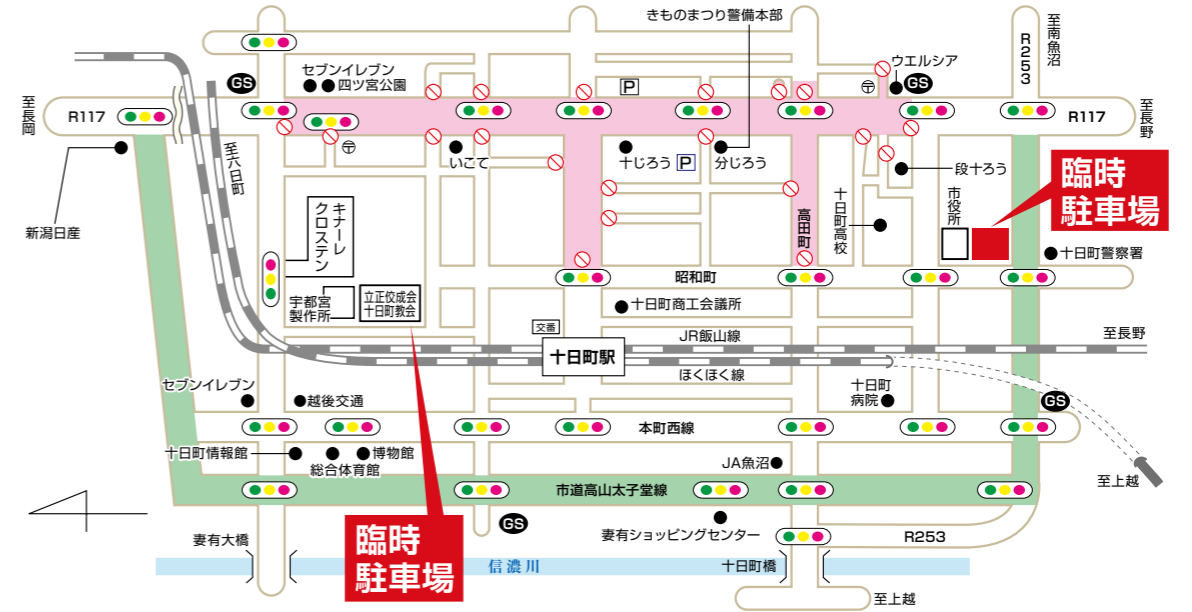 きものまつり警備本部
至南魚沼
R253
セブンイレブン
四ツ宮公園
GS
P
〒
ウエルシア
GS
至長岡
R117
R117
至長野
至六日町
〒
いこて
十じろう
P
分じろう
段十ろう
臨時
駐車場
新潟日産
キナーレ
クロステン
高田町
十日町高校
市役所
十日町警察署
昭和町
宇都宮
製作所
立正佼成会
十日町教会
十日町商工会議所
交番
十日町駅
JR飯山線
至長野
ほくほく線
セブンイレブン
越後交通
十日町
病院
GS
本町西線
十日町情報館
総合体育館
博物館
JA魚沼
至上越
市道高山太子堂線
GS
妻有ショッピングセンター
R253
妻有大橋
臨時
駐車場
信濃川
十日町橋
至上越